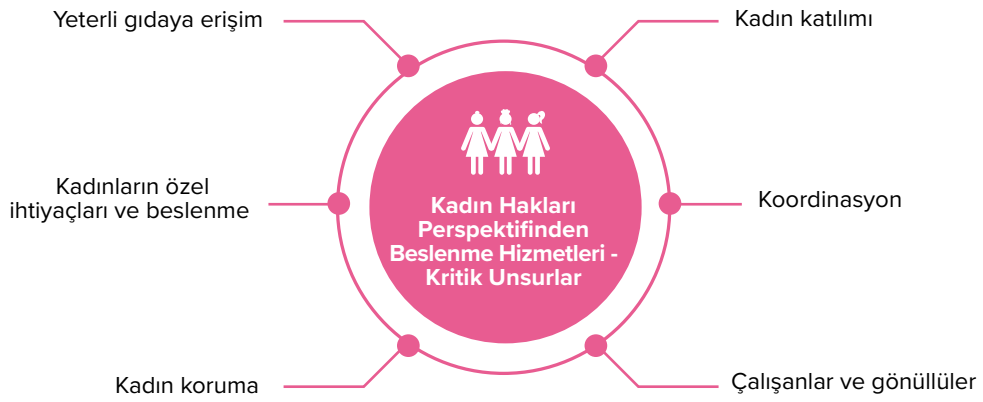 Yeterli gıdaya erişim
Kadın katılımı
Kadınların özel
ihtiyaçları ve beslenme
Kadın Hakları
Perspektifinden
Beslenme Hizmetleri -
Kritik Unsurlar
Koordinasyon
Kadın koruma
Çalışanlar ve gönüllüler